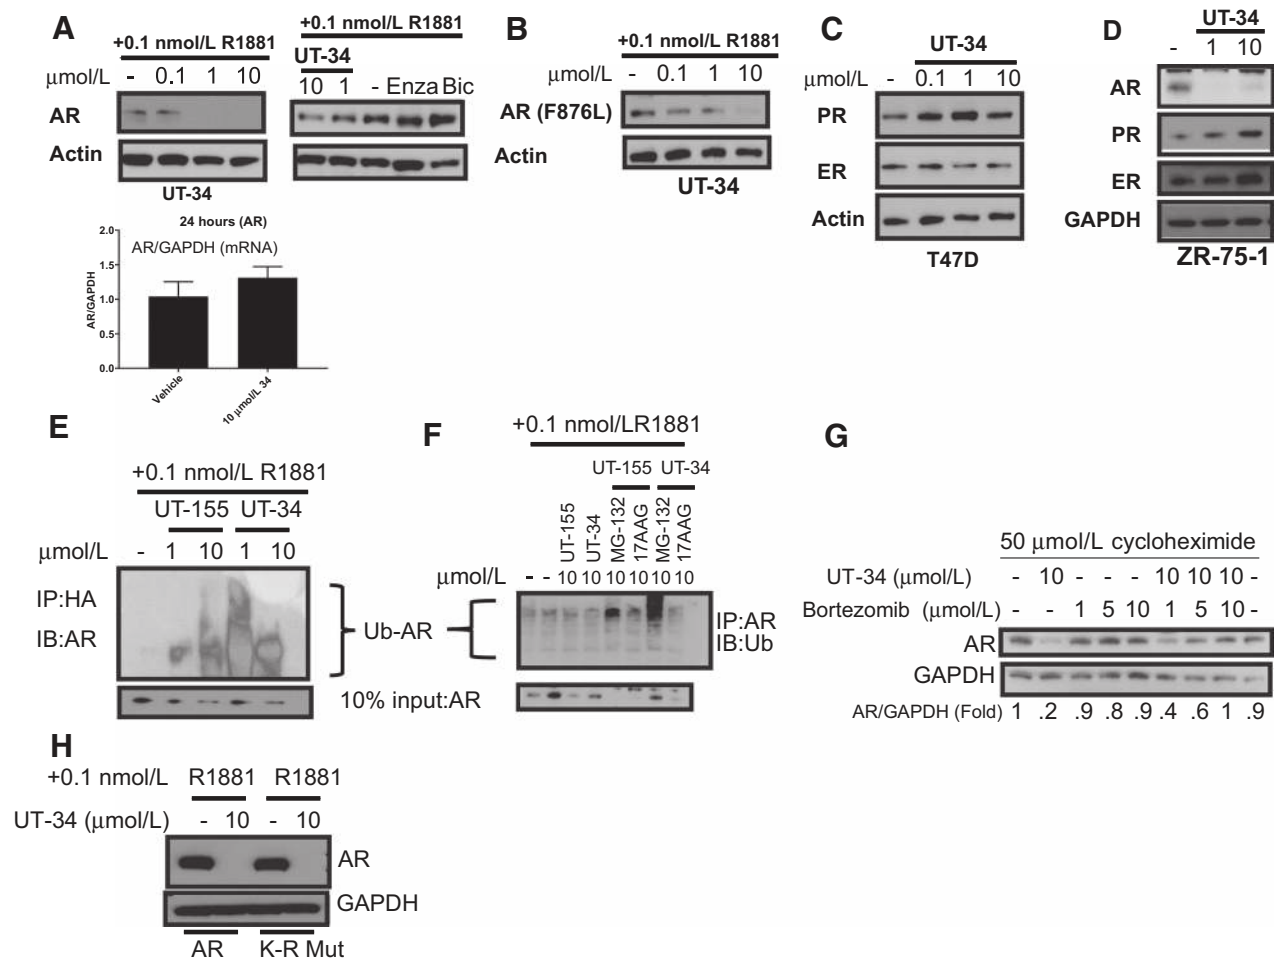 A
+0.1 nmol/L R1881
μmol/L - 0.1 1 10
AR
Actin
UT-34
+0.1 nmol/L R1881
UT-34
10 1 - Enza Bic
24 hours (AR)
AR/GAPDH (mRNA)
AR/GAPDH
2.0
1.5
1.0
0.5
0.0
Vehicle
10 μmol/L 34
B
+0.1 nmol/L R1881
μmol/L - 0.1 1 10
AR (F876L)
Actin
UT-34
C
UT-34
μmol/L - 0.1 1 10
PR
ER
Actin
T47D
D
UT-34
- 1 10
AR
PR
ER
GAPDH
ZR-75-1
E
+0.1 nmol/L R1881
UT-155 UT-34
μmol/L - 1 10 1 10
IP:HA
IB:AR
Ub-AR
10% input:AR
F
+0.1 nmol/LR1881
UT-155 UT-34
UT-155
UT-34
MG-132
17AAG
MG-132
17AAG
μmol/L - - 10 10 10 10 10 10
IP:AR
IB:Ub
G
50 μmol/L cycloheximide
UT-34 (μmol/L) - 10 - - - 10 10 10 -
Bortezomib (μmol/L) - - 1 5 10 1 5 10 -
AR
GAPDH
AR/GAPDH (Fold) 1 .2 .9 .8 .9 .4 .6 1 .9
H
+0.1 nmol/L R1881 R1881
UT-34 (μmol/L) - 10 - 10
AR
GAPDH
AR K-R Mut